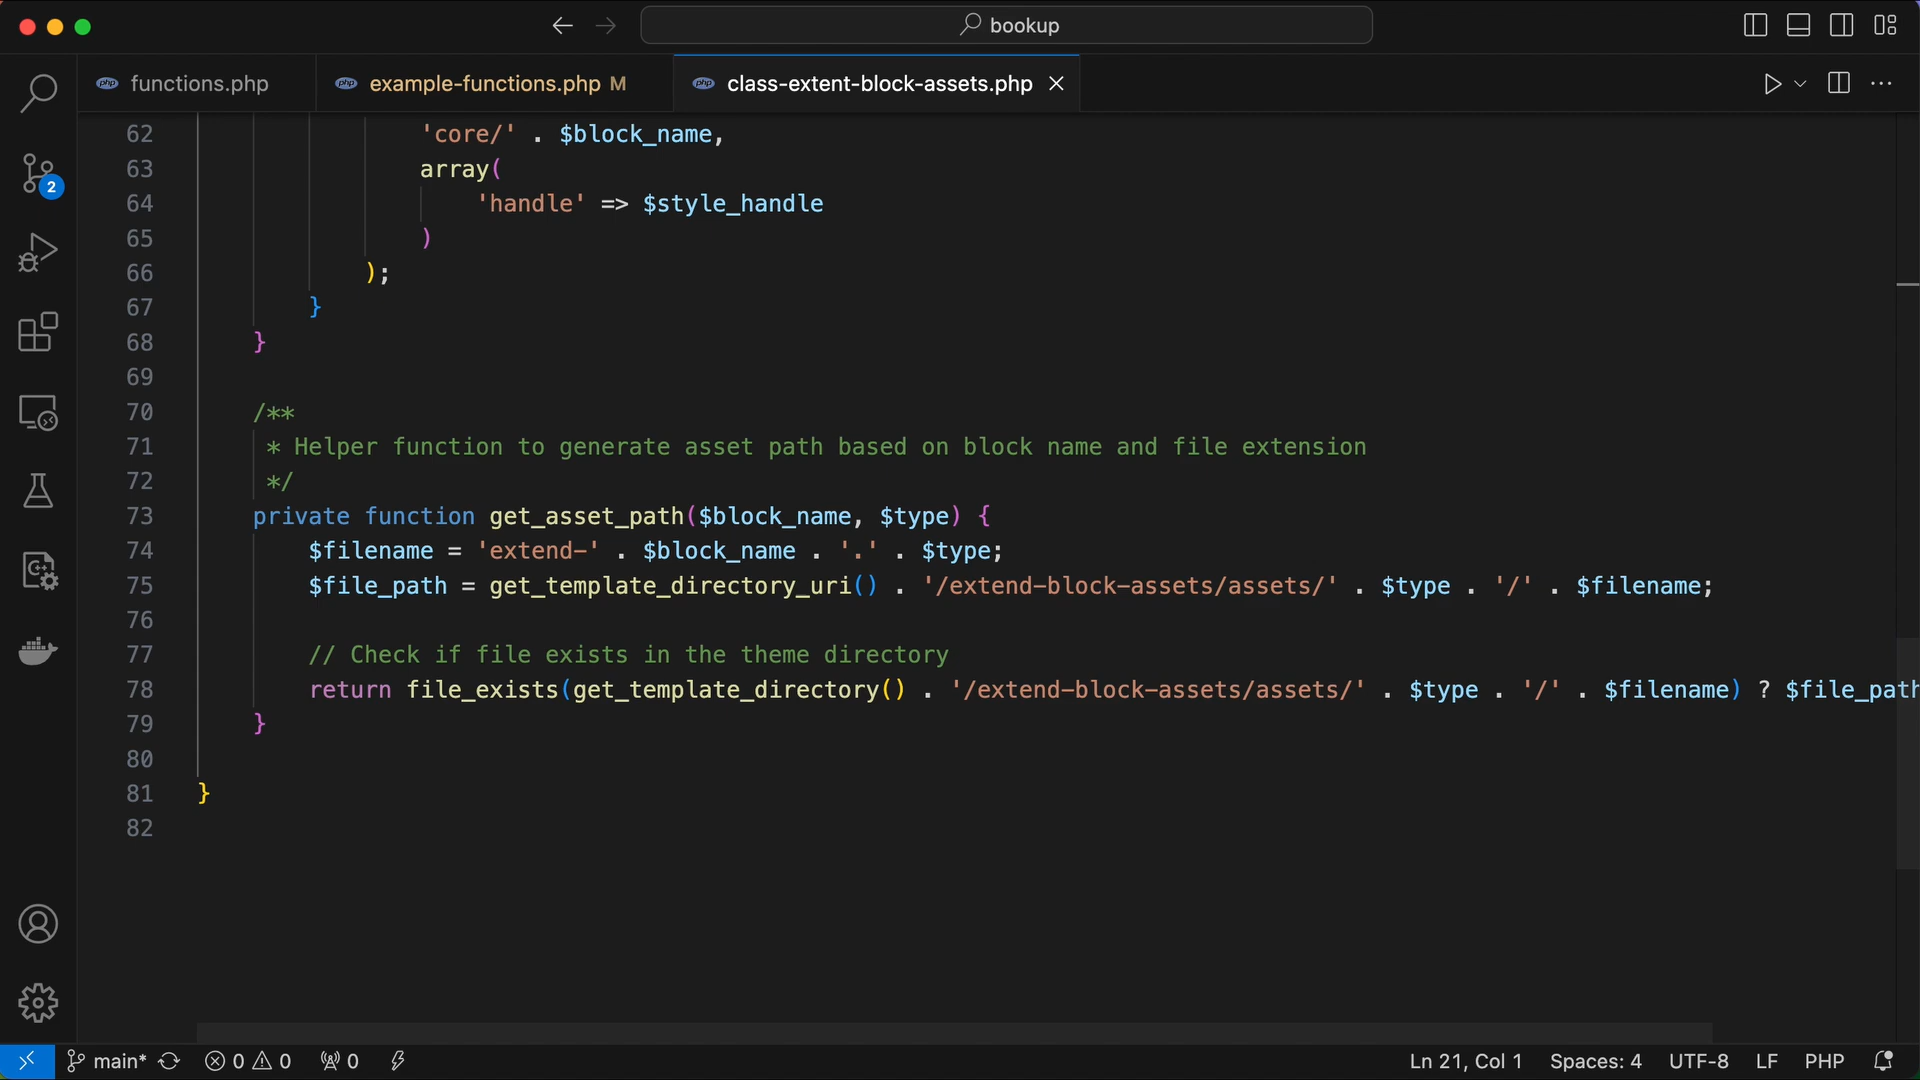 bookup
functions.php
example-functions.php M
class-extent-block-assets.php
62 'core/' . $block_name,
63 array(
64 'handle' => $style_handle
65 )
66 );
67 }
68 }
69
70 /**
71 * Helper function to generate asset path based on block name and file extension
72 */
73 private function get_asset_path($block_name, $type) {
74 $filename = 'extend-' . $block_name . '.' . $type;
75 $file_path = get_template_directory_uri() . '/extend-block-assets/assets/' . $type . '/' . $filename;
76
77 // Check if file exists in the theme directory
78 return file_exists(get_template_directory() . '/extend-block-assets/assets/' . $type . '/' . $filename) ? $file_path
79 }
80
81 }
82
2
main* 0 0 0 Ln 21, Col 1 Spaces: 4 UTF-8 LF PHP